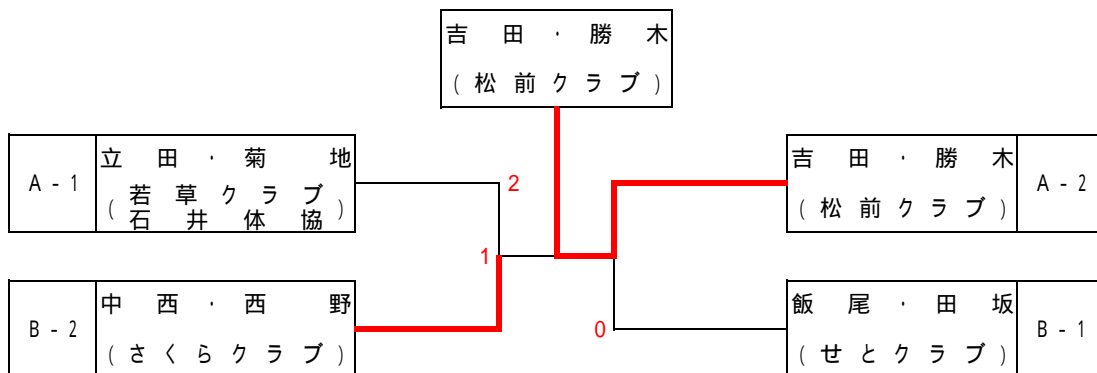 吉田・勝木
(松前クラブ)
A-1
立田・菊地
(若草クラブ
石井体協)
2
吉田・勝木
(松前クラブ)
A-2
1
B-2
中西・西野
(さくらクラブ)
0
飯尾・田坂
(せとクラブ)
B-1